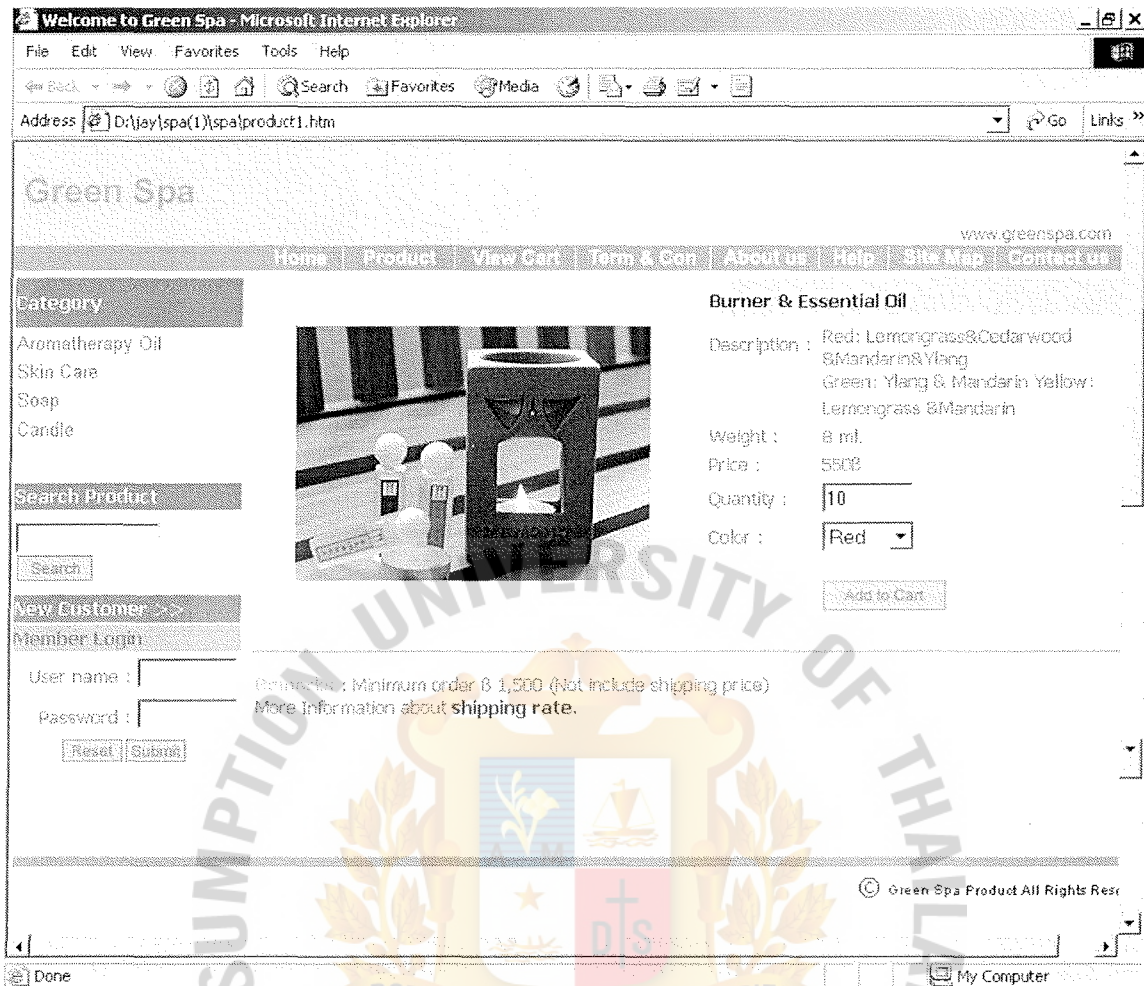 Welcome to Green Spa - Microsoft Internet Explorer
File Edit View Favorites Tools Help
Back Search Favorites Media
Address D:\jay\spa(1)\spa\product1.htm Go Links »
Green Spa
www.greenspa.com
Home | Product | View Cart | Term & Con | About us | Help | Site Map | Contact us
Category
Aromatherapy Oil
Skin Care
Soap
Candle
Search Product
Search
New Customer >>
Member Login
User name :
Password :
Reset Submit
Burner & Essential Oil
Description : Red: Lemongrass&Cedarwood
&Mandarin&Ylang
Green: Ylang & Mandarin Yellow:
Lemongrass &Mandarin
Weight : 8 ml.
Price : 550฿
Quantity : 10
Color : Red
Add to Cart
: Minimum order ฿ 1,500 (Not include shipping price)
More Information about shipping rate.
© Green Spa Product All Rights Rese
Done My Computer
SUMPTION UNIVERSITY OF THAILA
A M
D S